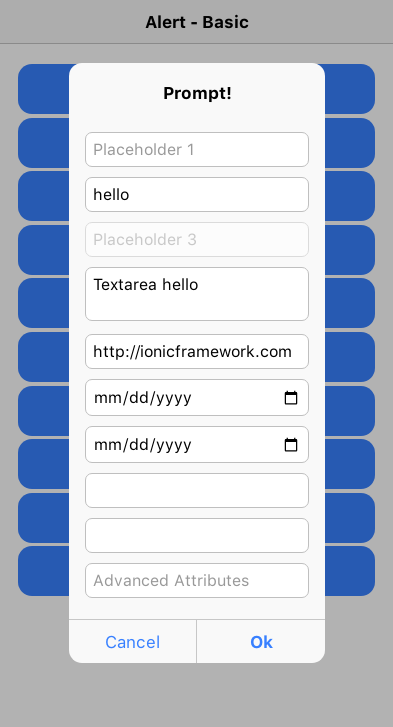 Alert - Basic
Prompt!
Placeholder 1
hello
Placeholder 3
Textarea hello
http://ionicframework.com
mm/dd/yyyy
mm/dd/yyyy
Advanced Attributes
Cancel Ok